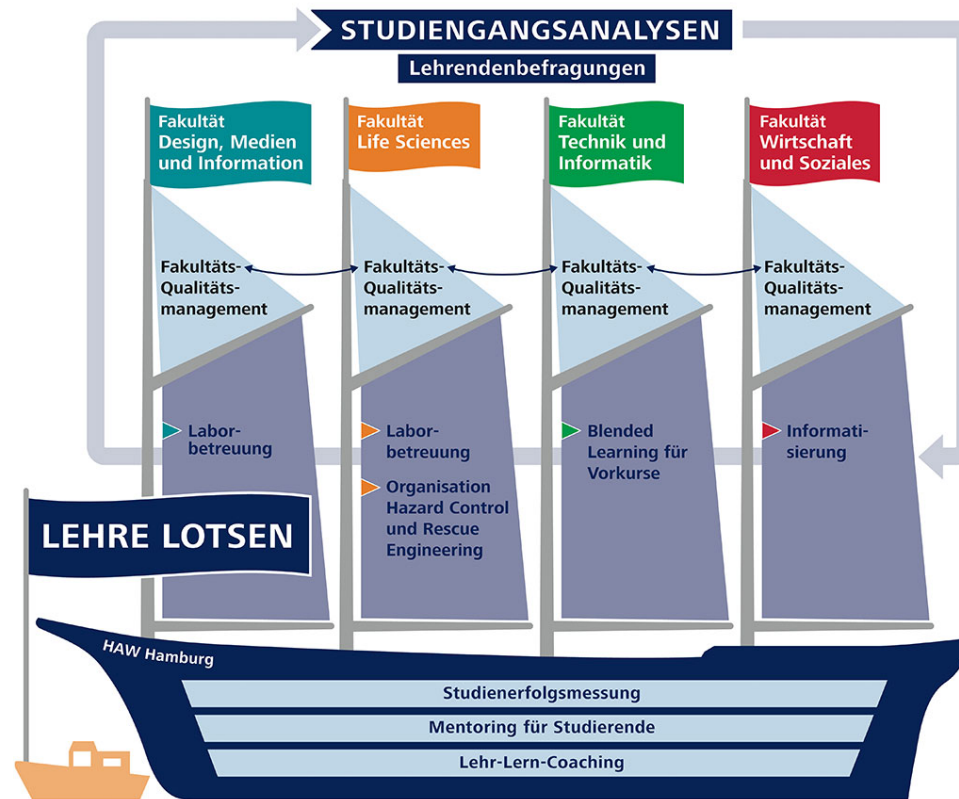 STUDIENGANGSANALYSEN
Lehrendenbefragungen
Fakultät
Design, Medien
und Information
Fakultät
Life Sciences
Fakultät
Technik und
Informatik
Fakultät
Wirtschaft
und Soziales
Fakultäts-
Qualitäts-
management
Fakultäts-
Qualitäts-
management
Fakultäts-
Qualitäts-
management
Fakultäts-
Qualitäts-
management
Labor-
betreuung
Labor-
betreuung
Organisation
Hazard Control
und Rescue
Engineering
Blended
Learning für
Vorkurse
Informati-
sierung
LEHRE LOTSEN
HAW Hamburg
Studienerfolgsmessung
Mentoring für Studierende
Lehr-Lern-Coaching